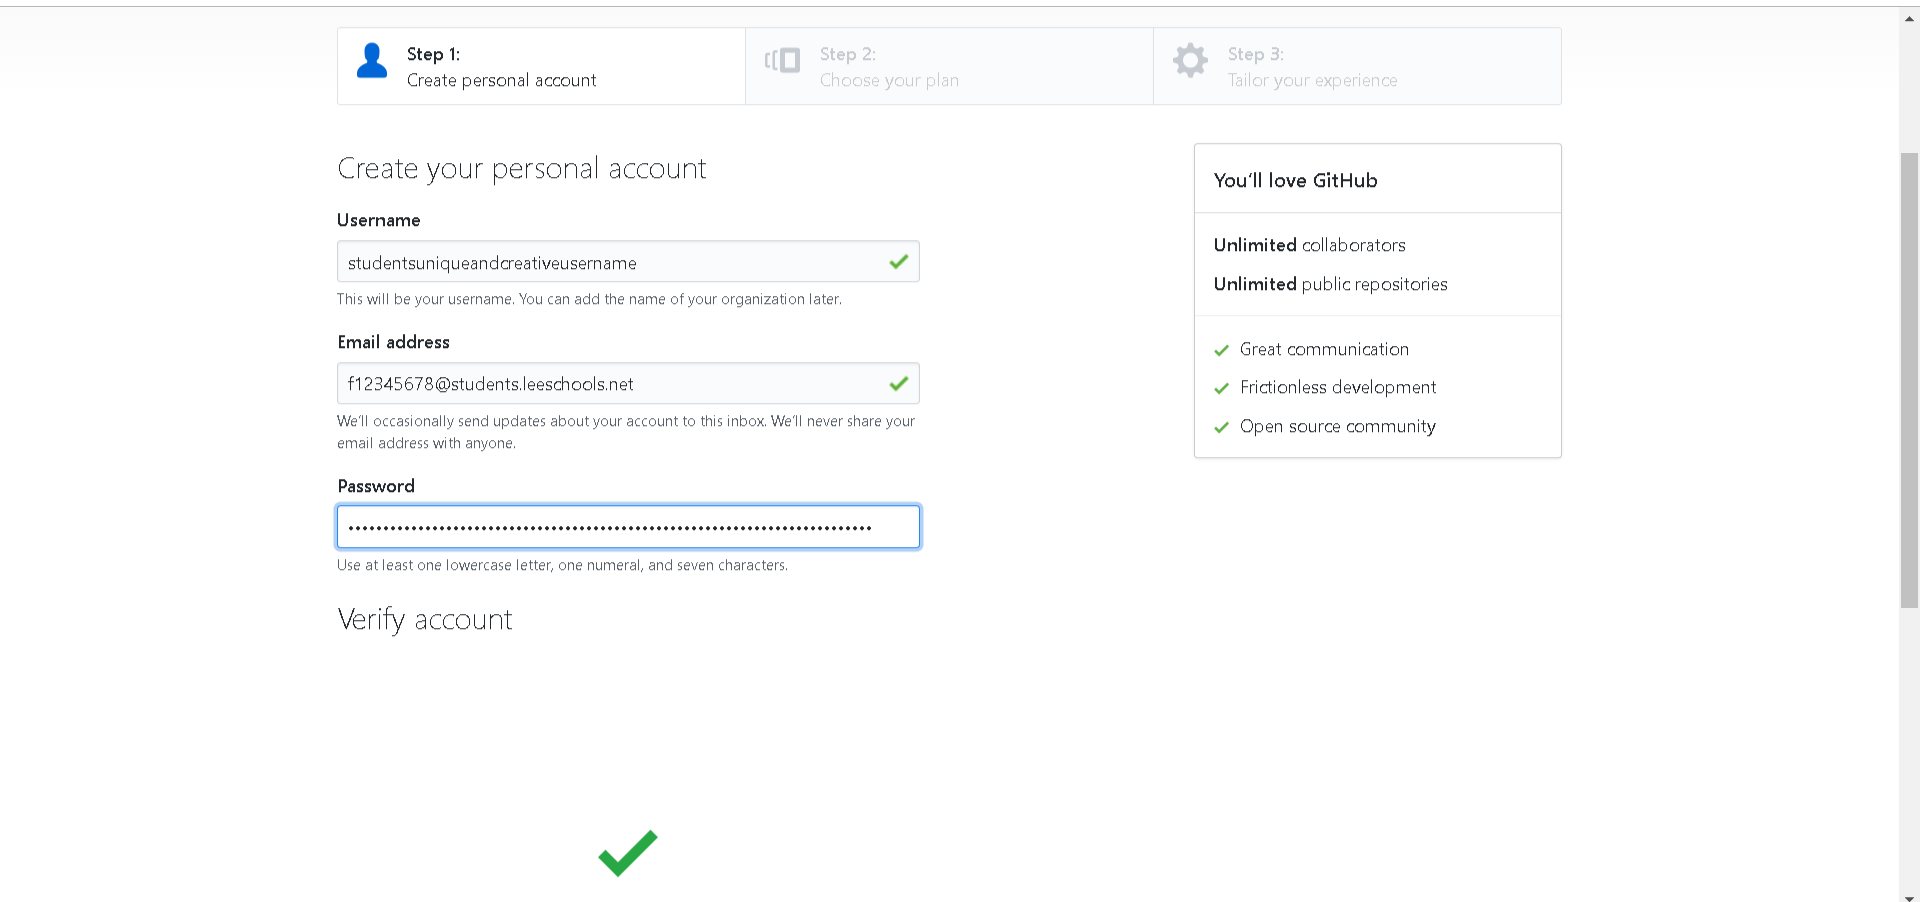 Step 1:
Create personal account
Step 2:
Choose your plan
Step 3:
Tailor your experience
Create your personal account
Username
studentsuniqueandcreativeusername
This will be your username. You can add the name of your organization later.
Email address
f12345678@students.leeschools.net
We'll occasionally send updates about your account to this inbox. We'll never share your
email address with anyone.
Password
Use at least one lowercase letter, one numeral, and seven characters.
Verify account
You'll love GitHub
Unlimited collaborators
Unlimited public repositories
Great communication
Frictionless development
Open source community